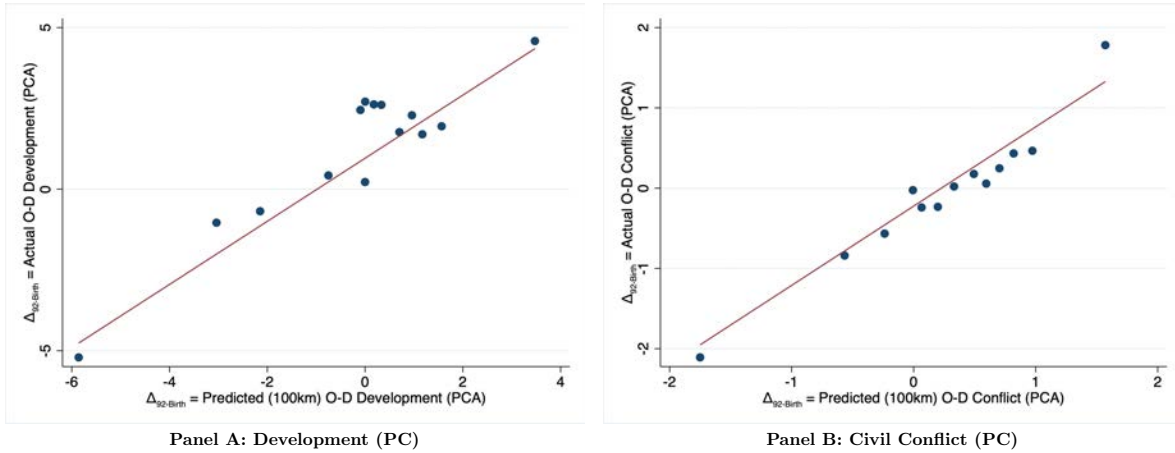 5
0
-5
Δ92-Birth = Actual O-D Development (PCA)
-6 -4 -2 0 2 4
Δ92-Birth = Predicted (100km) O-D Development (PCA)
Panel A: Development (PC)
2
1
0
-1
-2
Δ92-Birth = Actual O-D Conflict (PCA)
-2 -1 0 1 2
Δ92-Birth = Predicted (100km) O-D Conflict (PCA)
Panel B: Civil Conflict (PC)